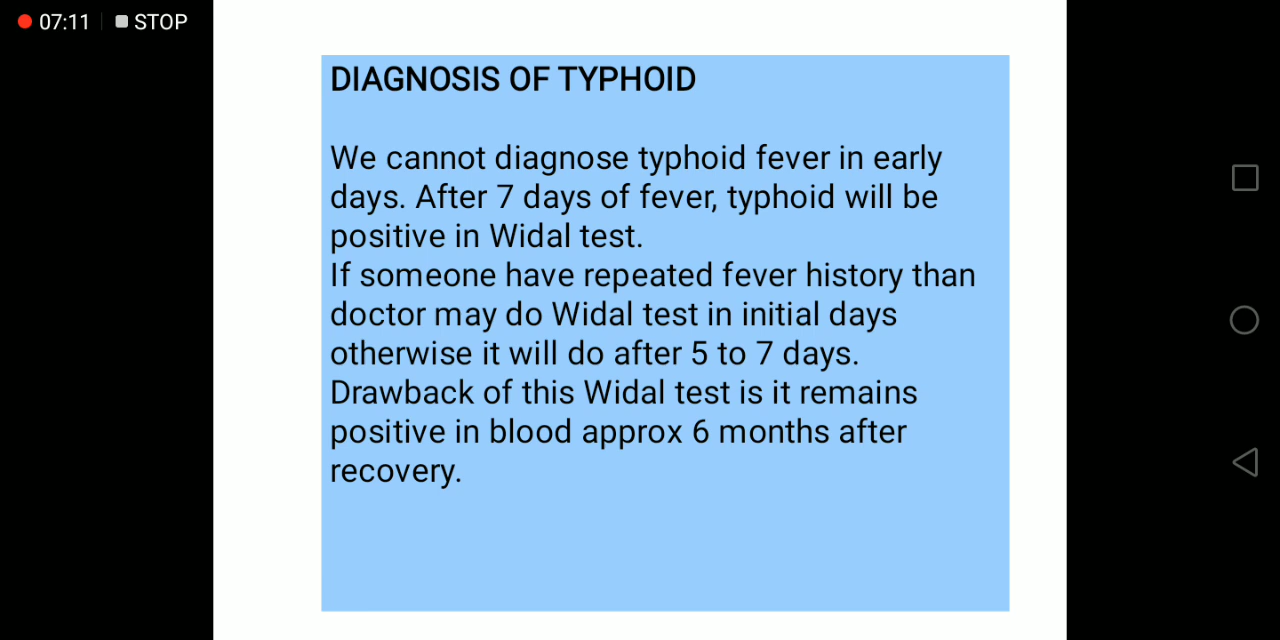 07:11 STOP
DIAGNOSIS OF TYPHOID
We cannot diagnose typhoid fever in early
days. After 7 days of fever, typhoid will be
positive in Widal test.
If someone have repeated fever history than
doctor may do Widal test in initial days
otherwise it will do after 5 to 7 days.
Drawback of this Widal test is it remains
positive in blood approx 6 months after
recovery.